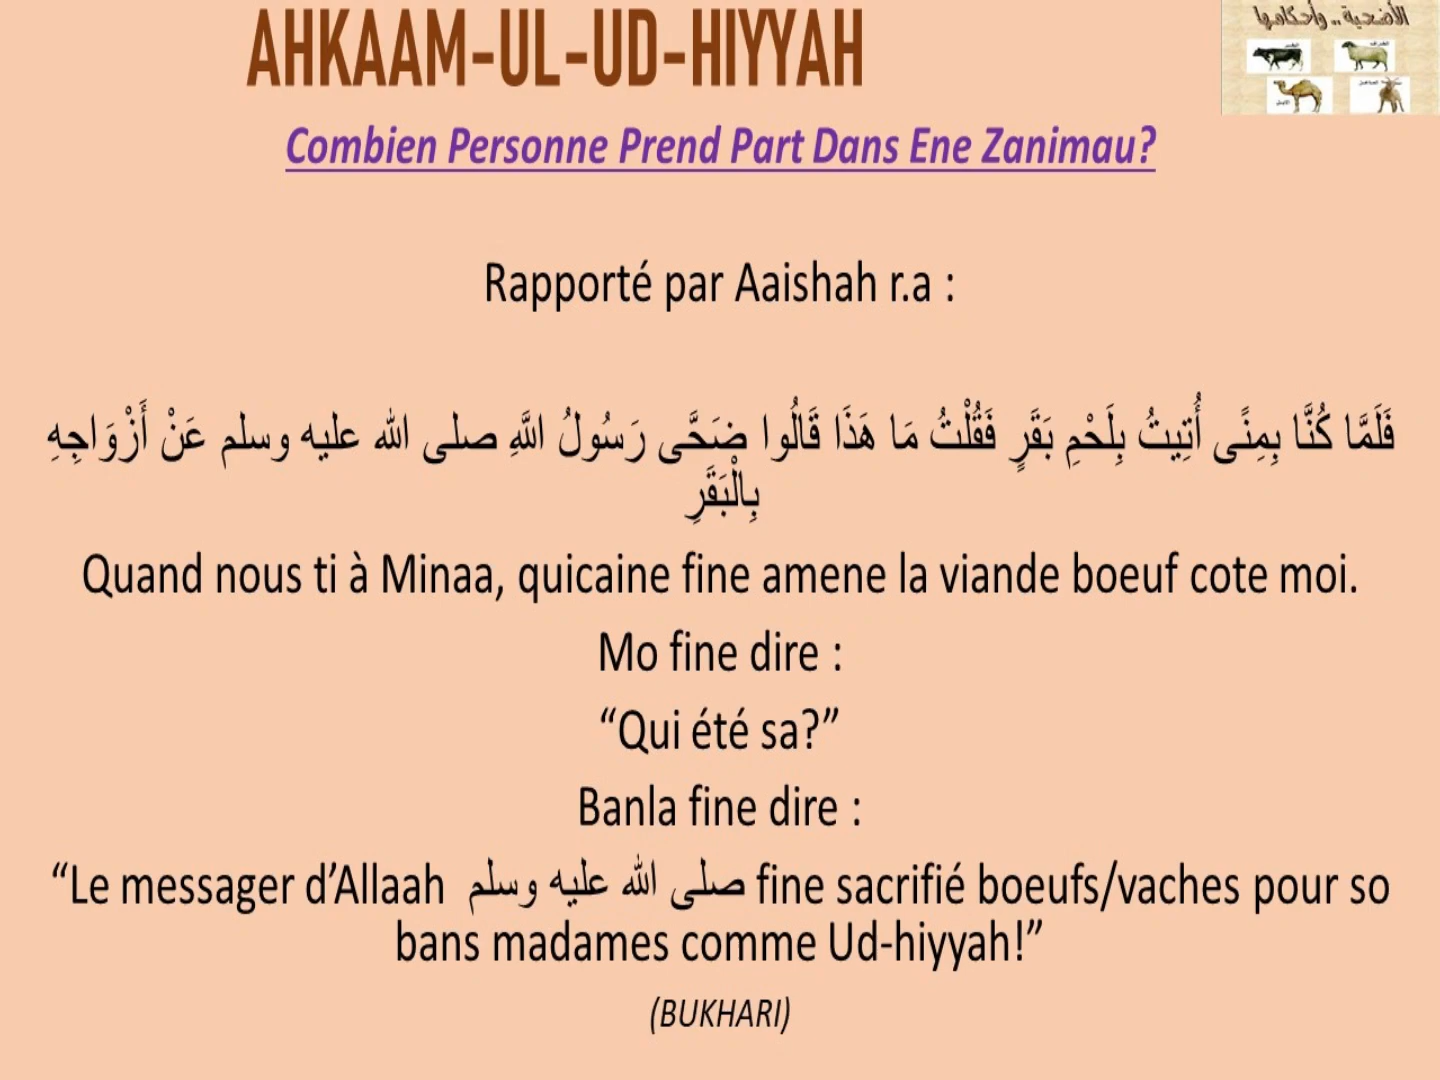 AHKAAM-UL-UD-HIYYAH
الأضحية .. وأحكامها
Combien Personne Prend Part Dans Ene Zanimau?
Rapporté par Aaishah r.a :
فَلَمَّا كُنَّا بِمِنًى أُتِيتُ بِلَحْمِ بَقَرٍ فَقُلْتُ مَا هَذَا قَالُوا ضَحَّى رَسُولُ اللَّهِ صلى الله عليه وسلم عَنْ أَزْوَاجِهِ
بِالْبَقَرِ
Quand nous ti à Minaa, quicaine fine amene la viande boeuf cote moi.
Mo fine dire :
“Qui été sa?”
Banla fine dire :
“Le messager d’Allaah صلى الله عليه وسلم fine sacrifié boeufs/vaches pour so
bans madames comme Ud-hiyyah!”
(BUKHARI)